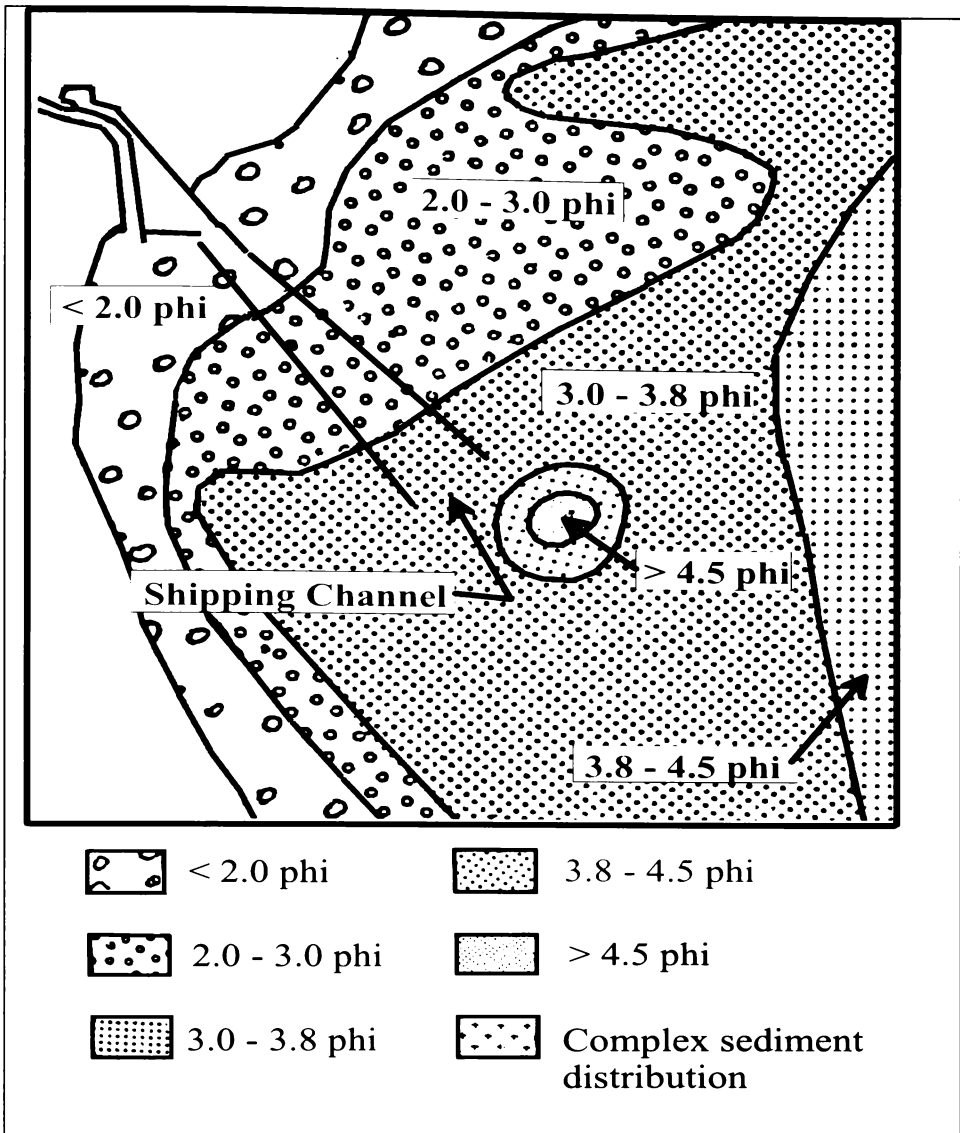 2.0 - 3.0 phi
< 2.0 phi
3.0 - 3.8 phi
> 4.5 phi
Shipping Channel
3.8 - 4.5 phi
< 2.0 phi
3.8 - 4.5 phi
2.0 - 3.0 phi
> 4.5 phi
3.0 - 3.8 phi
Complex sediment
distribution